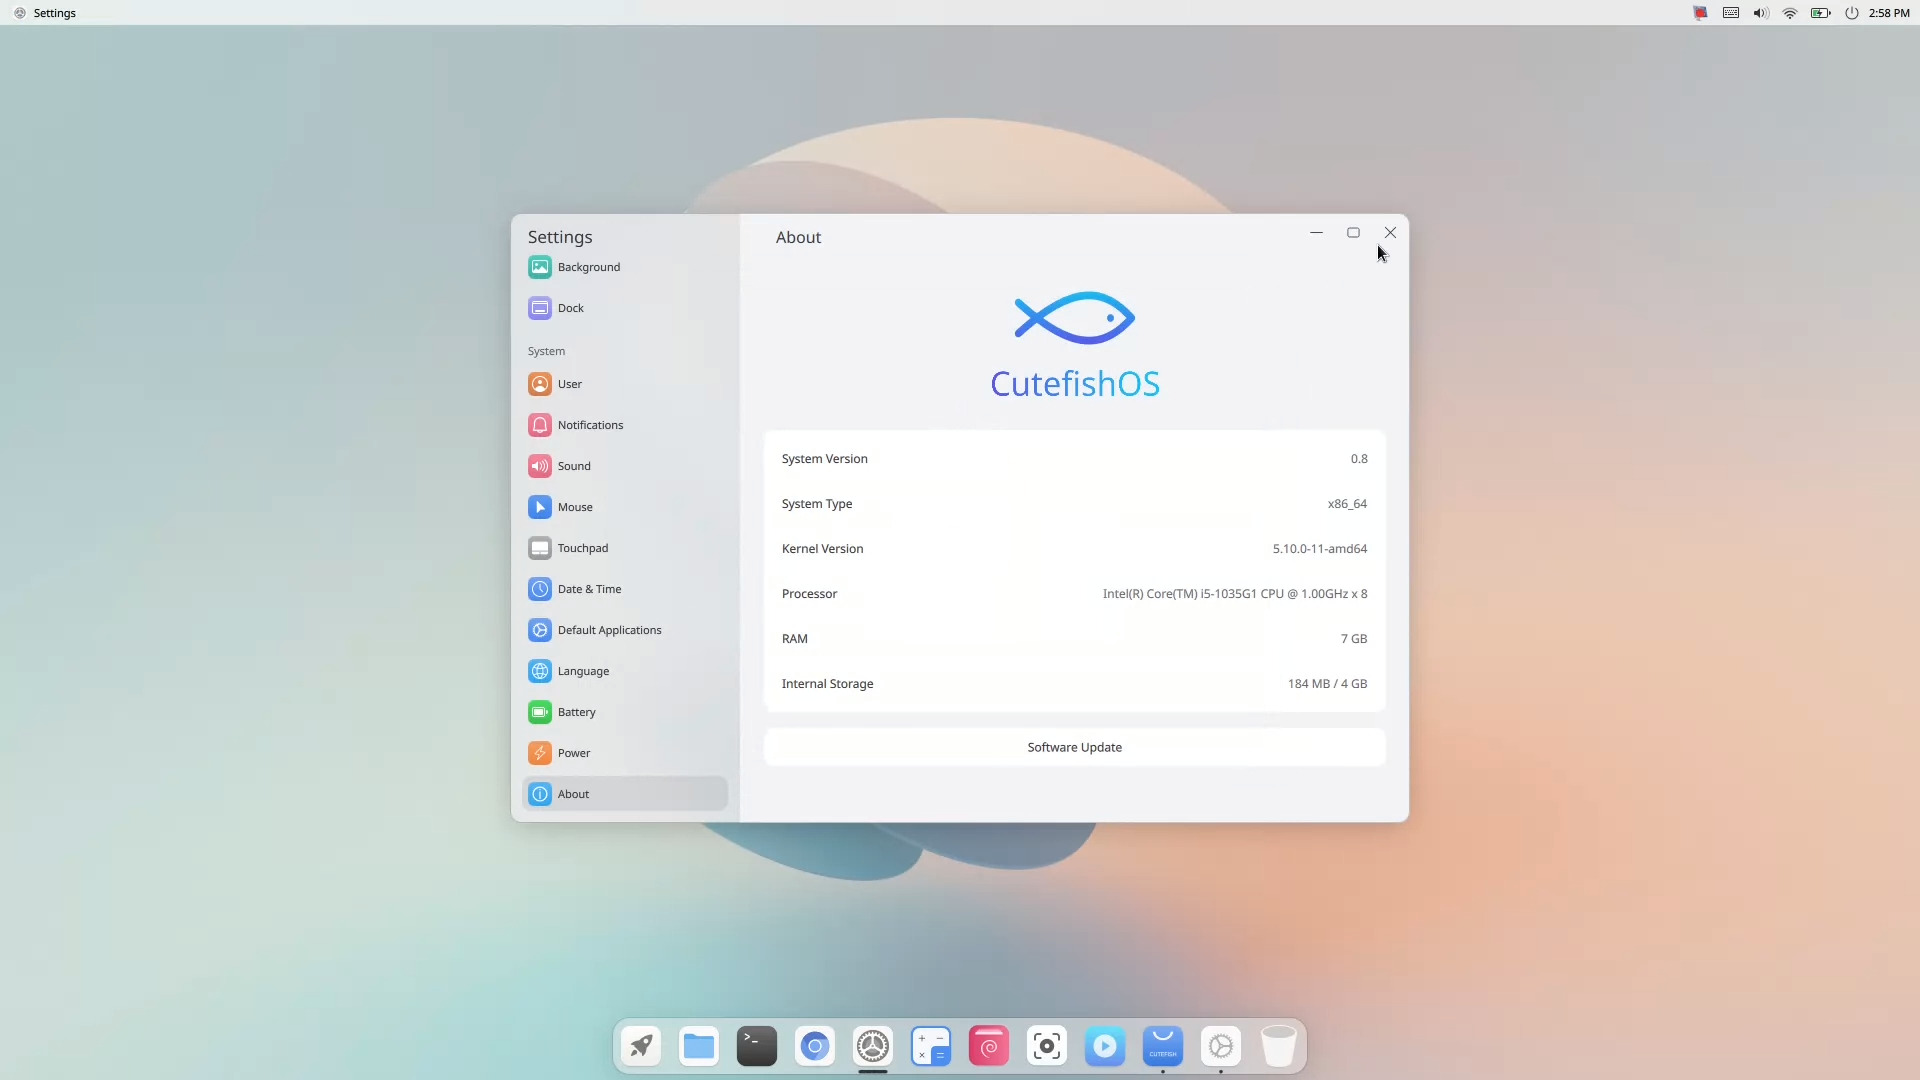 Settings
2:58 PM
Settings
About
Background
Dock
System
User
Notifications
Sound
Mouse
Touchpad
Date & Time
Default Applications
Language
Battery
Power
About
CutefishOS
System Version 0.8
System Type x86_64
Kernel Version 5.10.0-11-amd64
Processor Intel(R) Core(TM) i5-1035G1 CPU @ 1.00GHz x 8
RAM 7 GB
Internal Storage 184 MB / 4 GB
Software Update
>_
CUTEFISH